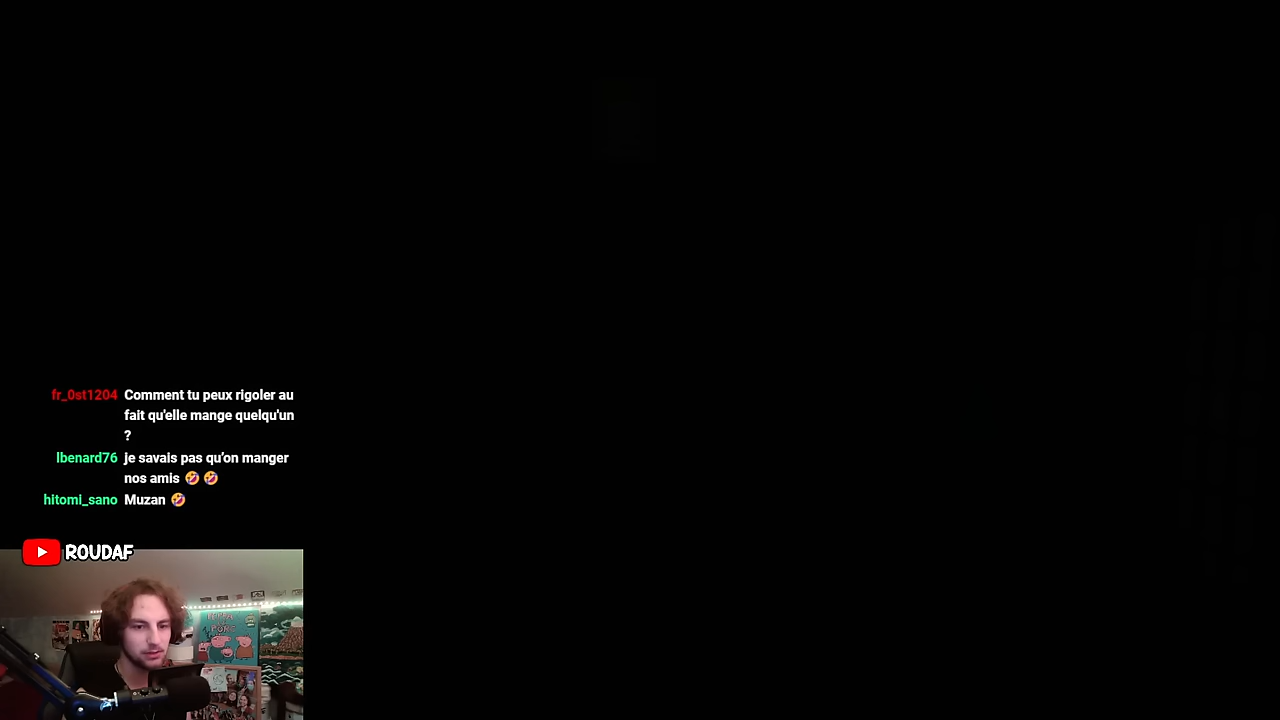 fr_0st1204 Comment tu peux rigoler au
fait qu'elle mange quelqu'un
?
lbenard76 je savais pas qu'on manger
nos amis 🤣 🤣
hitomi_sano Muzan 🤣
ROUDAF